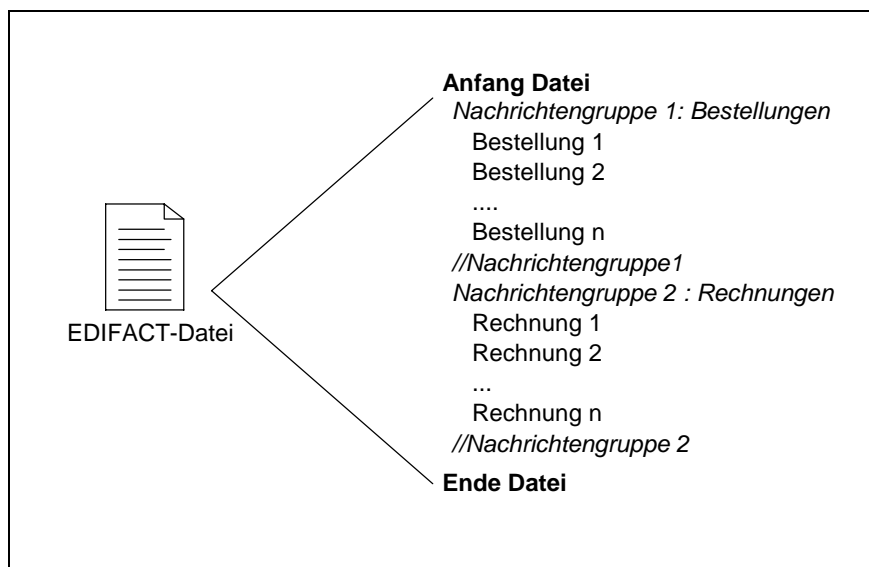 Anfang Datei
Nachrichtengruppe 1: Bestellungen
Bestellung 1
Bestellung 2
....
Bestellung n
//Nachrichtengruppe1
Nachrichtengruppe 2 : Rechnungen
Rechnung 1
Rechnung 2
...
Rechnung n
//Nachrichtengruppe 2
Ende Datei
EDIFACT-Datei